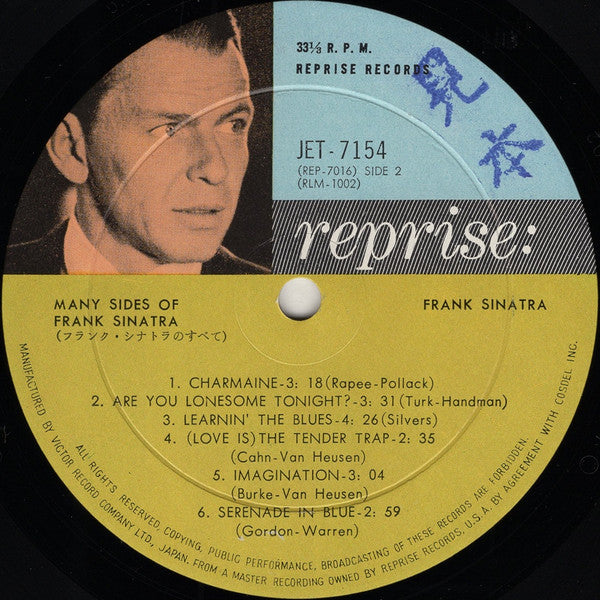 33⅓ R. P. M.
REPRISE RECORDS
見本
JET-7154
(REP-7016) SIDE 2
(RLM-1002)
reprise:
MANY SIDES OF
FRANK SINATRA
(フランク・シナトラのすべて)
FRANK SINATRA
1. CHARMAINE-3: 18(Rapee-Pollack)
2. ARE YOU LONESOME TONIGHT?-3: 31(Turk-Handman)
3. LEARNIN' THE BLUES-4: 26(Silvers)
4. (LOVE IS)THE TENDER TRAP-2: 35
(Cahn-Van Heusen)
5. IMAGINATION-3: 04
(Burke-Van Heusen)
6. SERENADE IN BLUE-2: 59
(Gordon-Warren)
ALL RIGHTS RESERVED, COPYING, PUBLIC PERFORMANCE, BROADCASTING OF THESE RECORDS ARE FORBIDDEN.
MANUFACTURED BY VICTOR RECORD COMPANY LTD., JAPAN. FROM A MASTER RECORDING OWNED BY REPRISE RECORDS, U.S.A. BY AGREEMENT WITH COSDEL INC.